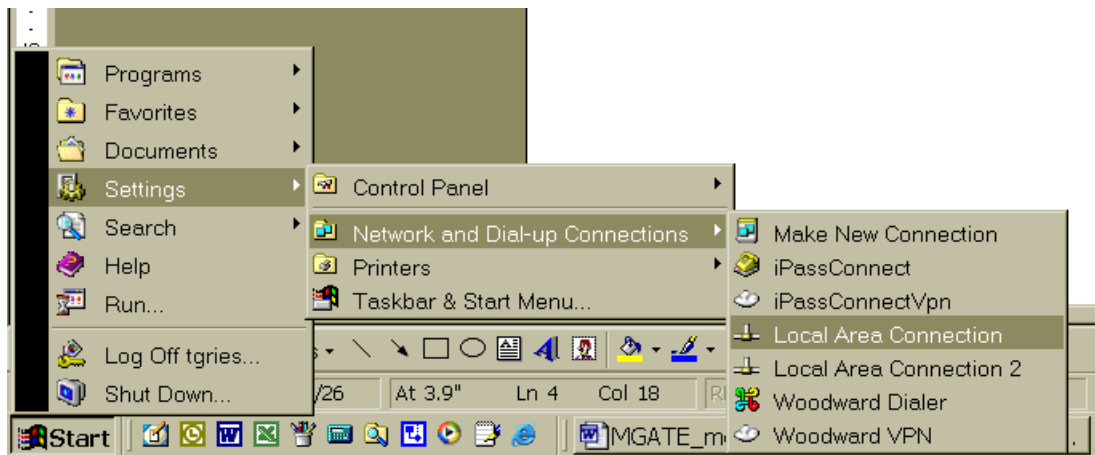 Programs
Favorites
Documents
Settings
Search
Help
Run...
Log Off tgries...
Shut Down...
Control Panel
Network and Dial-up Connections
Printers
Taskbar & Start Menu...
Make New Connection
iPassConnect
iPassConnectVpn
Local Area Connection
Local Area Connection 2
Woodward Dialer
Woodward VPN
/26 At 3.9" Ln 4 Col 18
Start MGATE_m